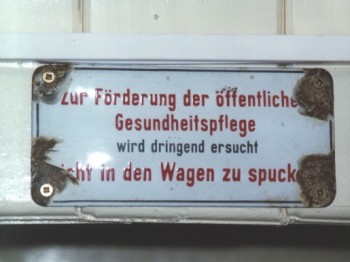 Zur Förderung der öffentliche
Gesundheitspflege
wird dringend ersucht
icht in den Wagen zu spuck